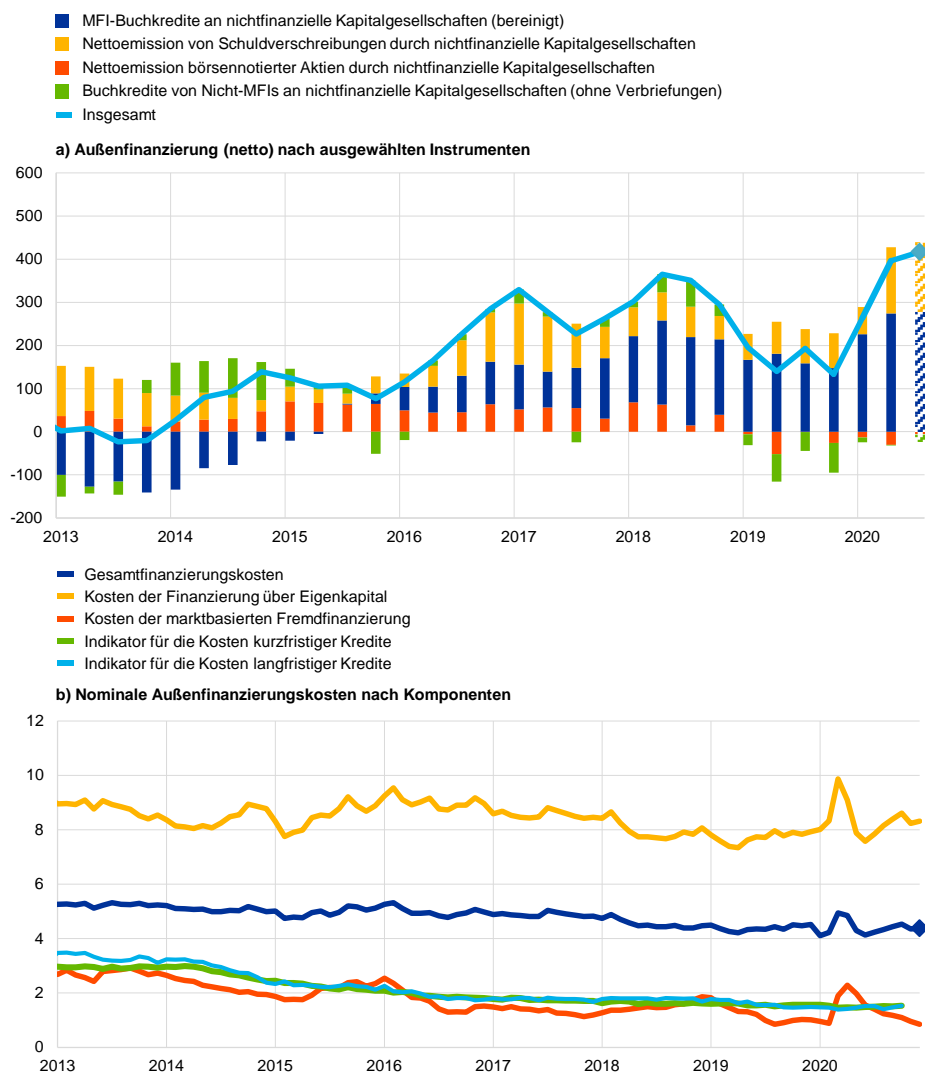 MFI-Buchkredite an nichtfinanzielle Kapitalgesellschaften (bereinigt)
Nettoemission von Schuldverschreibungen durch nichtfinanzielle Kapitalgesellschaften
Nettoemission börsennotierter Aktien durch nichtfinanzielle Kapitalgesellschaften
Buchkredite von Nicht-MFIs an nichtfinanzielle Kapitalgesellschaften (ohne Verbriefungen)
Insgesamt
a) Außenfinanzierung (netto) nach ausgewählten Instrumenten
600
500
400
300
200
100
0
-100
-200
2013 2014 2015 2016 2017 2018 2019 2020
Gesamtfinanzierungskosten
Kosten der Finanzierung über Eigenkapital
Kosten der marktbasierten Fremdfinanzierung
Indikator für die Kosten kurzfristiger Kredite
Indikator für die Kosten langfristiger Kredite
b) Nominale Außenfinanzierungskosten nach Komponenten
12
10
8
6
4
2
0
2013 2014 2015 2016 2017 2018 2019 2020